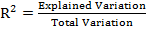 R² = Explained Variation / Total Variation